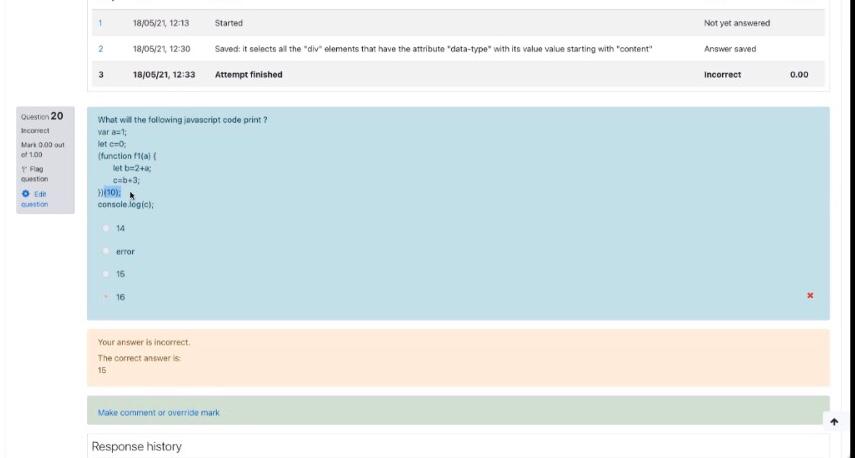 1 18/05/21, 12:13 Started Not yet answered
2 18/05/21, 12:30 Saved: it selects all the "div" elements that have the attribute "data-type" with its value value starting with "content" Answer saved
3 18/05/21, 12:33 Attempt finished Incorrect 0.00
Question 20
Incorrect
Mark 0.00 out
of 1.00
Flag
question
Edit
question
What will the following javascript code print ?
var a=1;
let c=0;
(function f1(a) {
let b=2+a;
c=b+3;
})(10);
console.log(c);
14
error
15
16
Your answer is incorrect.
The correct answer is:
15
Make comment or override mark
Response history